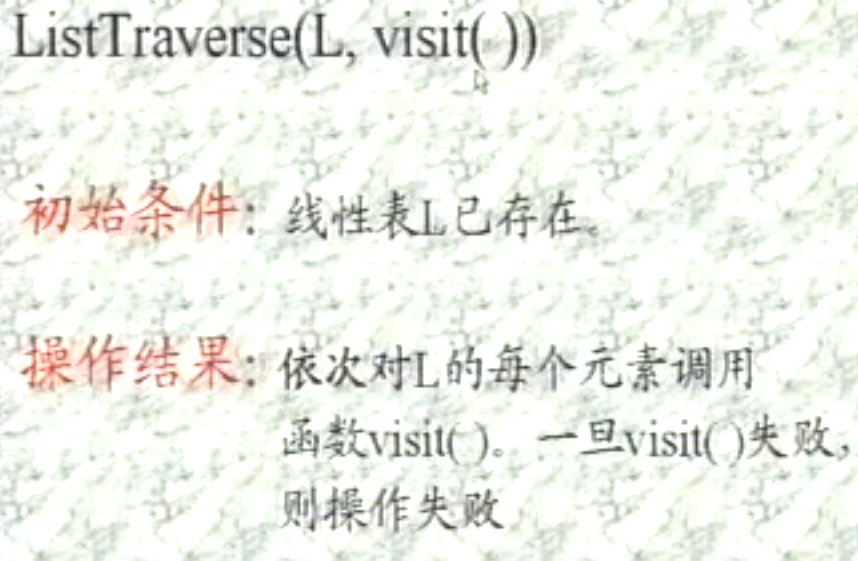 ListTraverse(L, visit( ))
初始条件：线性表L已存在。
操作结果：依次对L的每个元素调用
函数visit( )。一旦visit( )失败，
则操作失败